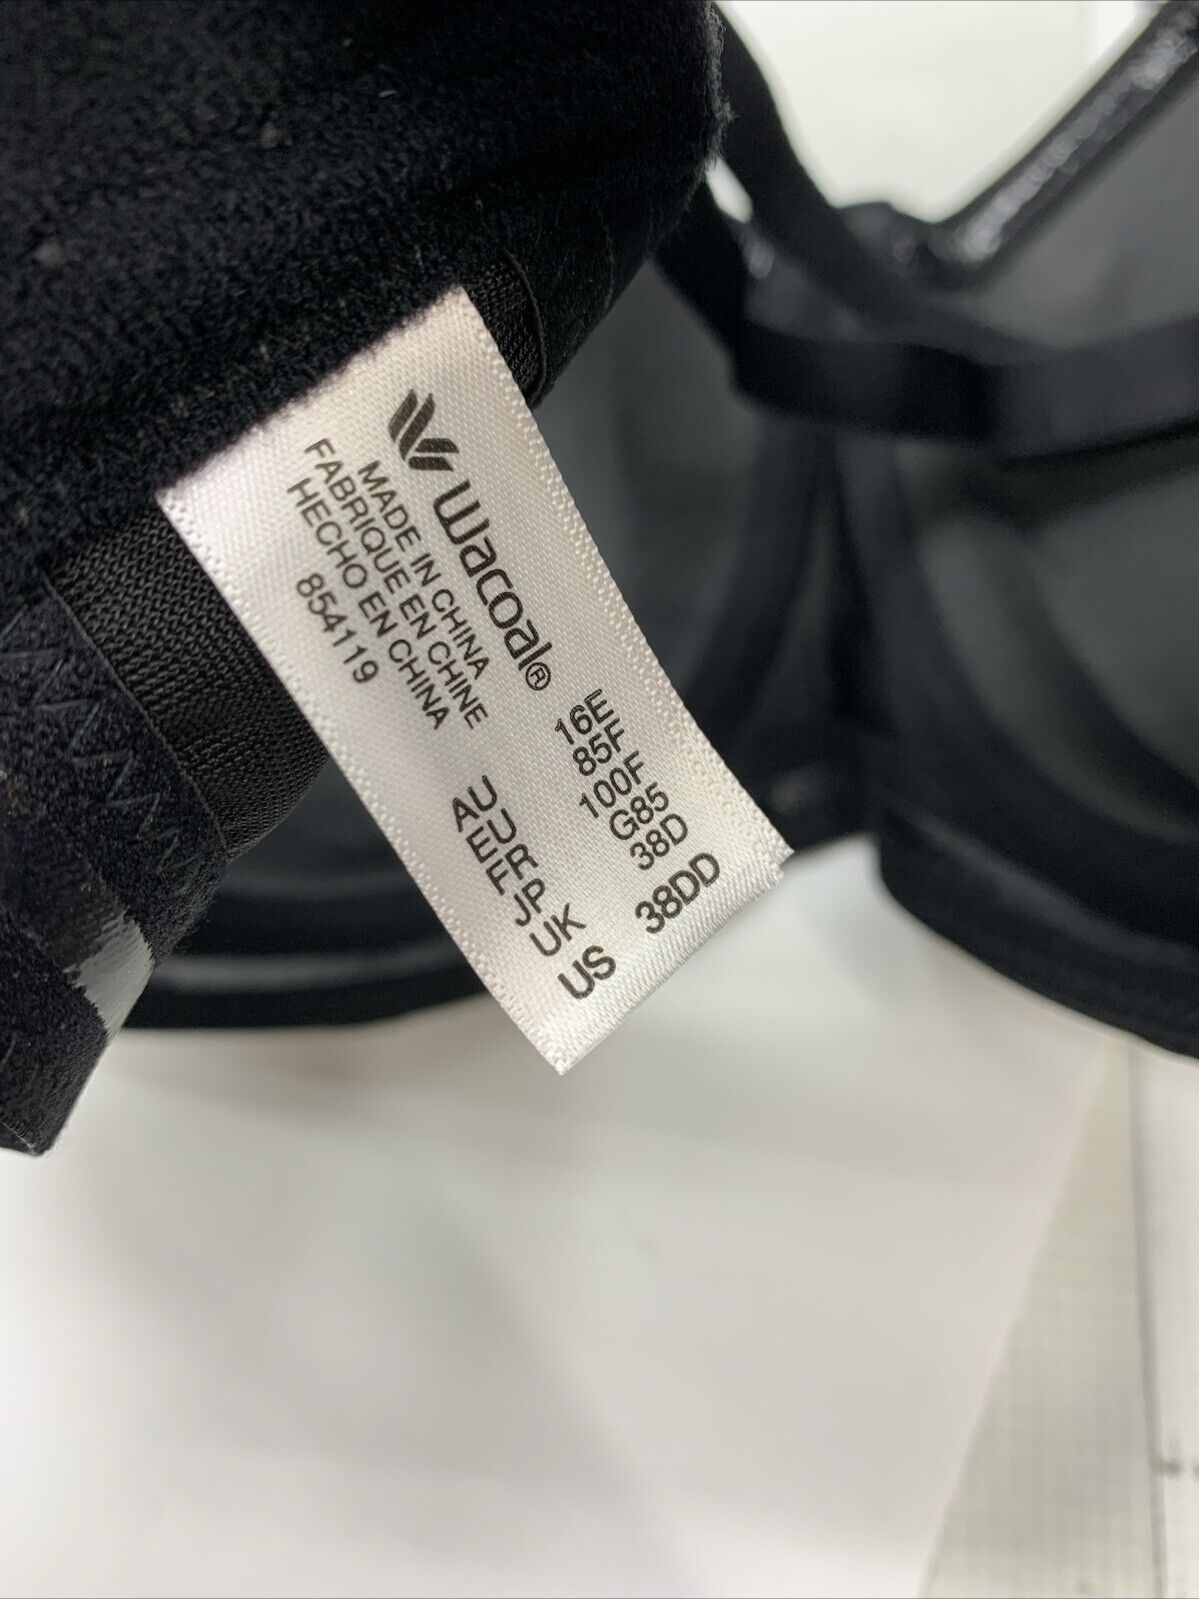 Wacoal®
MADE IN CHINA
FABRIQUE EN CHINE
HECHO EN CHINA
854119
AU 16E
EU 85F
FR 100F
JP G85
UK 38D
US 38DD